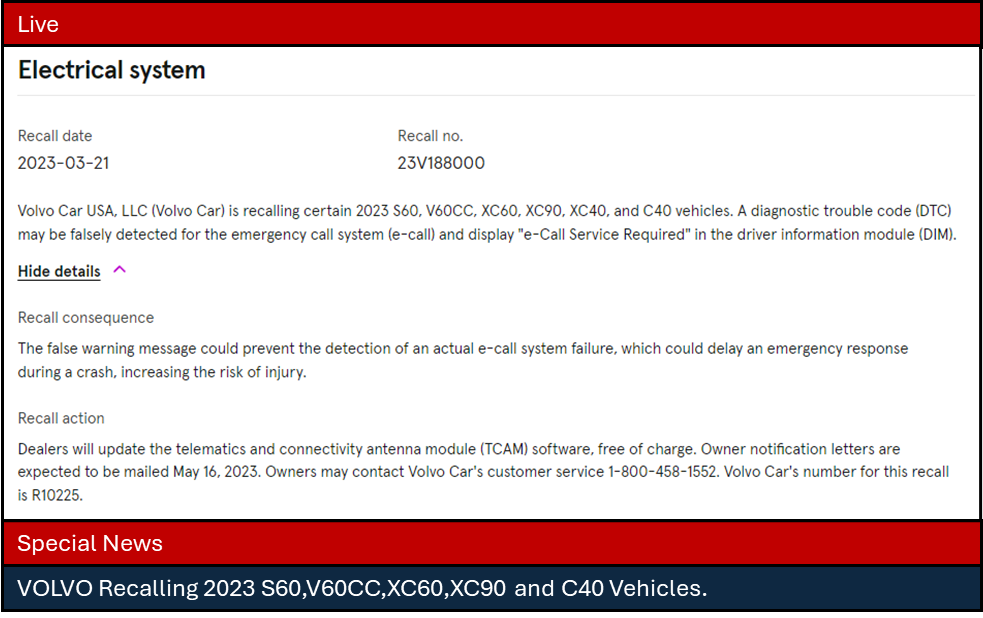 Live
Electrical system
Recall date
Recall no.
2023-03-21
23V188000
Volvo Car USA, LLC (Volvo Car) is recalling certain 2023 S60, V60CC, XC60, XC90, XC40, and C40 vehicles. A diagnostic trouble code (DTC)
may be falsely detected for the emergency call system (e-call) and display "e-Call Service Required" in the driver information module (DIM).
Hide details
Recall consequence
The false warning message could prevent the detection of an actual e-call system failure, which could delay an emergency response
during a crash, increasing the risk of injury.
Recall action
Dealers will update the telematics and connectivity antenna module (TCAM) software, free of charge. Owner notification letters are
expected to be mailed May 16, 2023. Owners may contact Volvo Car's customer service 1-800-458-1552. Volvo Car's number for this recall
is R10225.
Special News
VOLVO Recalling 2023 S60,V60CC,XC60,XC90 and C40 Vehicles.